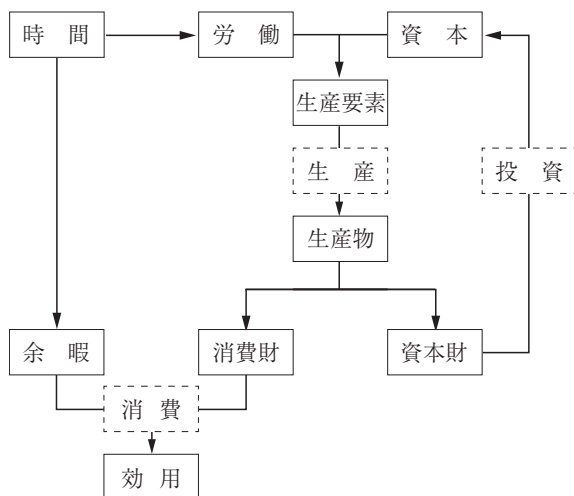 時 間
労 働
資 本
生産要素
生 産
投 資
生産物
余 暇
消費財
資本財
消 費
効 用